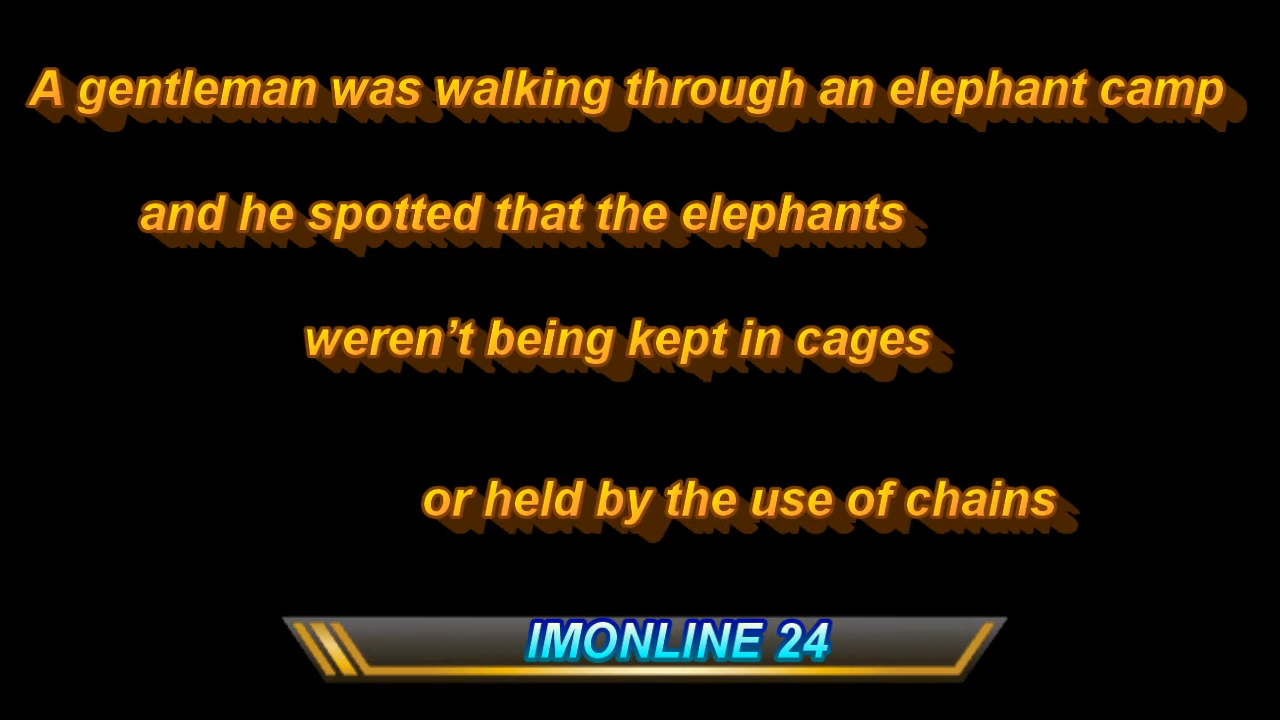 A gentleman was walking through an elephant camp
and he spotted that the elephants
weren’t being kept in cages
or held by the use of chains
IMONLINE 24